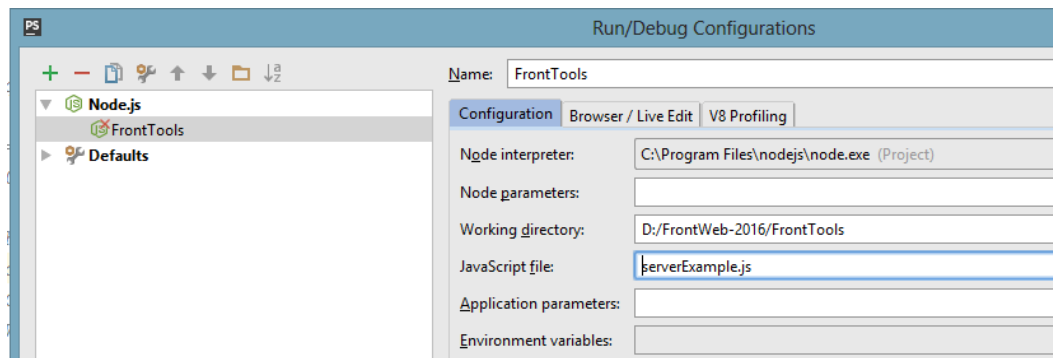 PS
Run/Debug Configurations
Name: FrontTools
Node.js
FrontTools
Defaults
Configuration Browser / Live Edit V8 Profiling
Node interpreter: C:\Program Files\nodejs\node.exe (Project)
Node parameters:
Working directory: D:/FrontWeb-2016/FrontTools
JavaScript file: serverExample.js
Application parameters:
Environment variables: